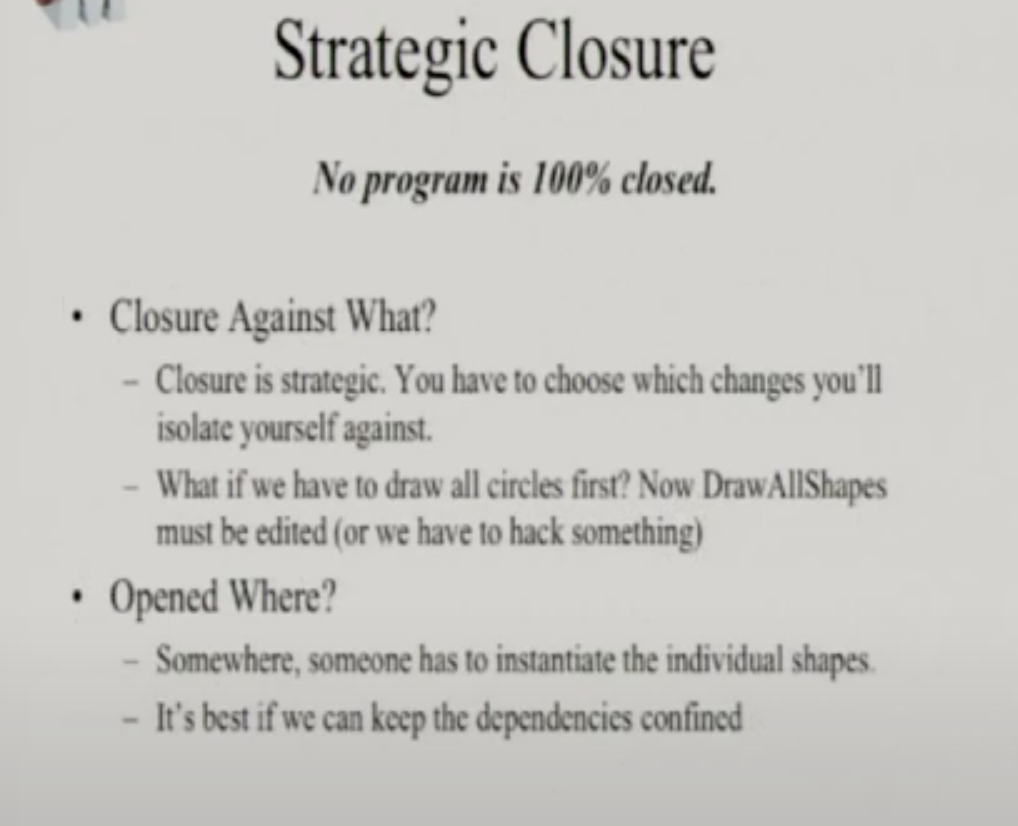 Strategic Closure
No program is 100% closed.
• Closure Against What?
– Closure is strategic. You have to choose which changes you'll
isolate yourself against.
– What if we have to draw all circles first? Now DrawAllShapes
must be edited (or we have to hack something)
• Opened Where?
– Somewhere, someone has to instantiate the individual shapes.
– It's best if we can keep the dependencies confined